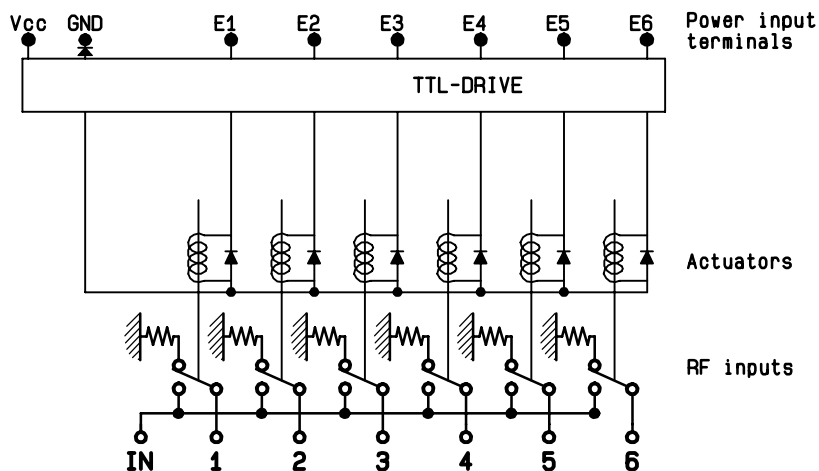 Vcc GND E1 E2 E3 E4 E5 E6 Power input
terminals
TTL-DRIVE
Actuators
RF inputs
IN 1 2 3 4 5 6